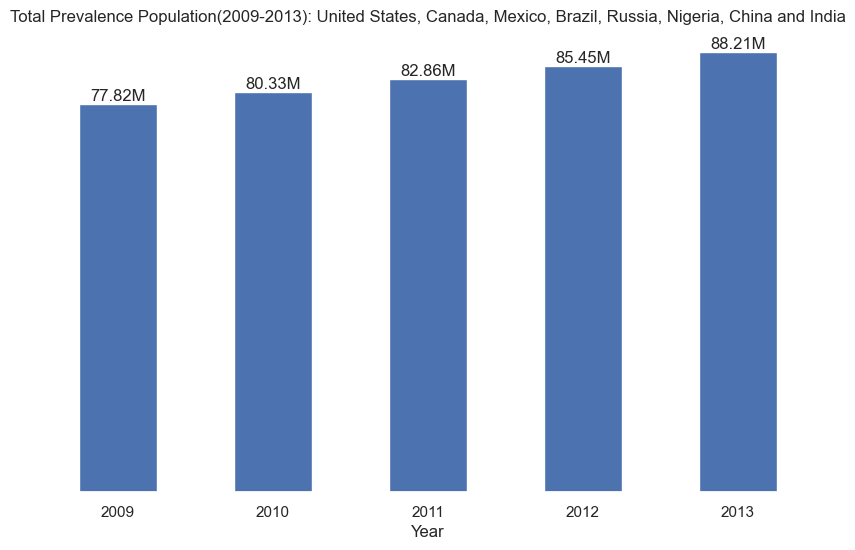 Total Prevalence Population(2009-2013): United States, Canada, Mexico, Brazil, Russia, Nigeria, China and India
77.82M
80.33M
82.86M
85.45M
88.21M
2009
2010
2011
2012
2013
Year